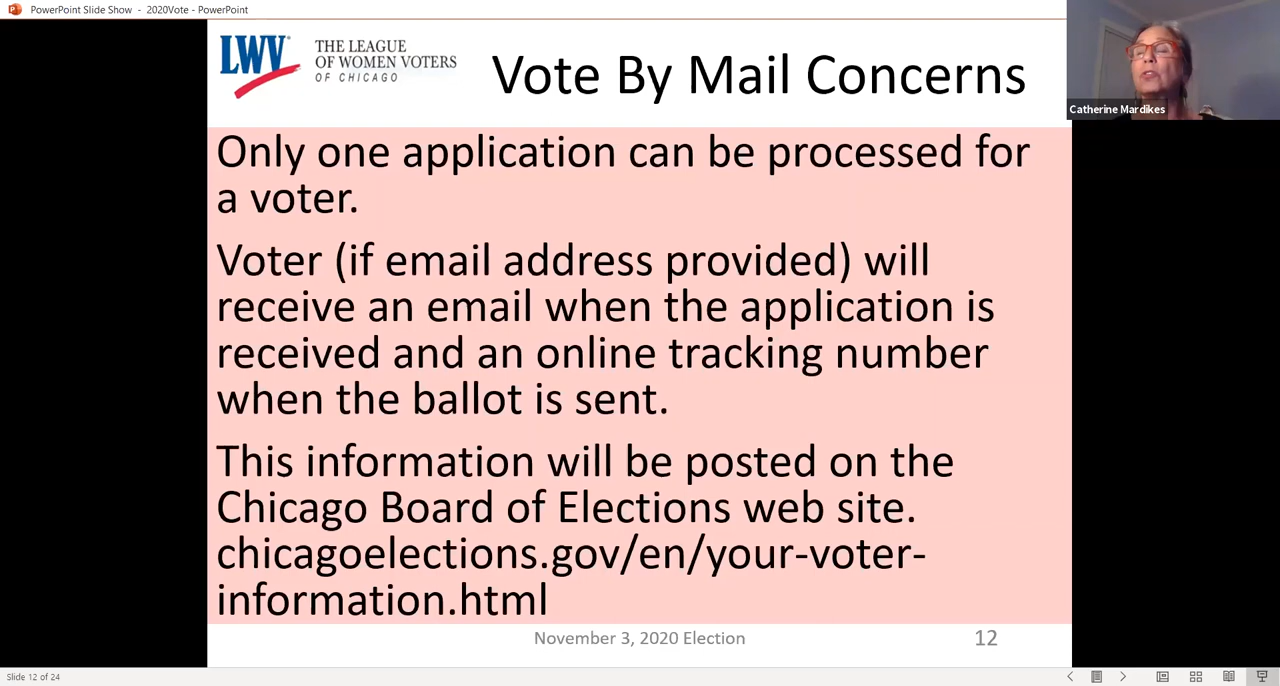 PowerPoint Slide Show - 2020Vote - PowerPoint
LWV
THE LEAGUE
OF WOMEN VOTERS
OF CHICAGO
Vote By Mail Concerns
Catherine Mardikes
Only one application can be processed for
a voter.
Voter (if email address provided) will
receive an email when the application is
received and an online tracking number
when the ballot is sent.
This information will be posted on the
Chicago Board of Elections web site.
chicagoelections.gov/en/your-voter-
information.html
November 3, 2020 Election
12
Slide 12 of 24